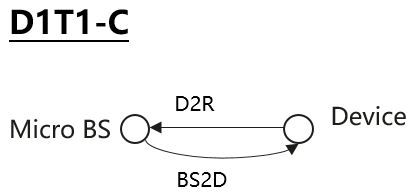 D1T1-C
D2R
Micro BS
Device
BS2D